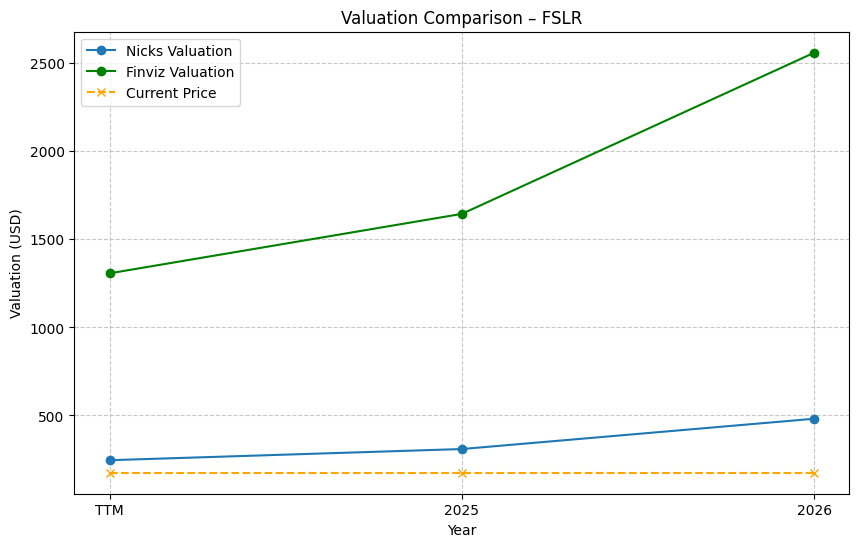 Valuation Comparison – FSLR
Nicks Valuation
Finviz Valuation
Current Price
Valuation (USD)
2500
2000
1500
1000
500
TTM
2025
2026
Year